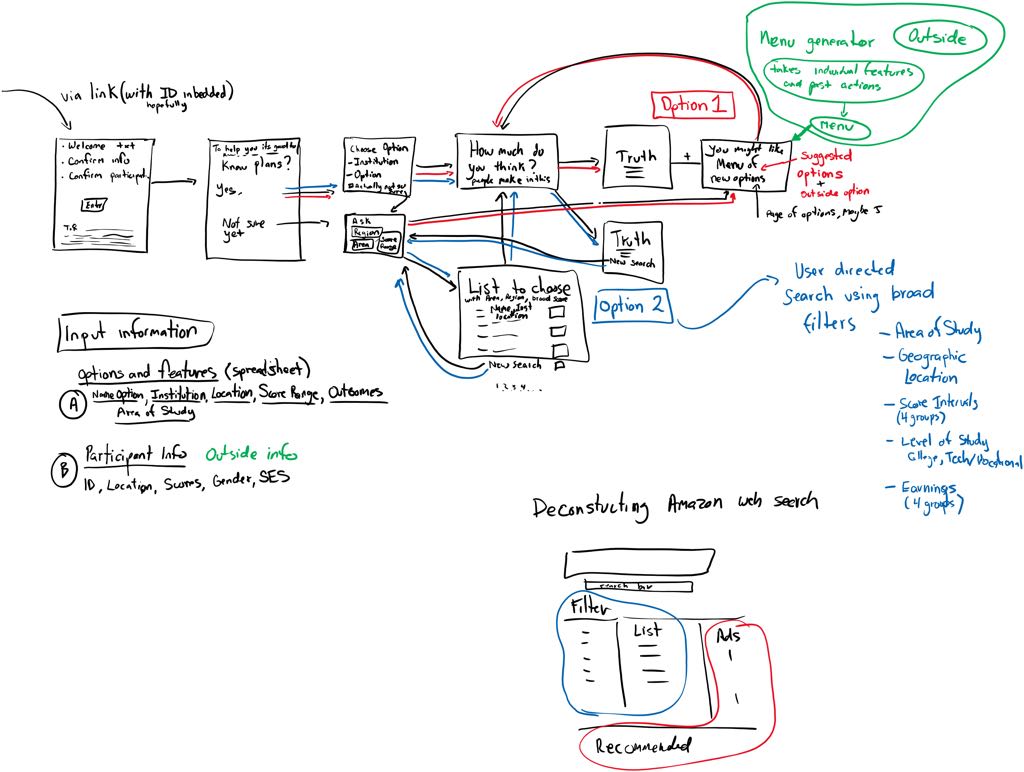 via link (with ID inbedded)
hopefully
- Welcome txt
- Confirm info
- Confirm participat.
Enter
To help you its good to
Know plans?
Yes,
Not sure
yet
Choose Option
- Institution
- Option
Ask
Region
Area
Score
Range
How much do
you think?
people make in this
Truth
+
You might like
Menu of
new options
Option 1
Menu generator
Outside
takes individual features
and past actions
Menu
Suggested
options
+
outside option
Page of options, Maybe 5
Truth
New search
List to choose
with Area, Region, broad score
Name, Inst
location
New search
1 2 3 4 ...
Option 2
User directed
Search using broad
filters
- Area of Study
- Geographic
Location
- Score Intervals
(4 groups)
- Level of Study
College, Tech/Vocational
- Earnings
(4 groups)
Input information
options and features (spreadsheet)
A
Name Option, Institution, Location, Score Range, Outcomes
Area of Study
B
Participant Info
Outside info
ID, Location, Scores, Gender, SES
Deconstucting Amazon web search
search bar
Filter
List
Ads
Recommended